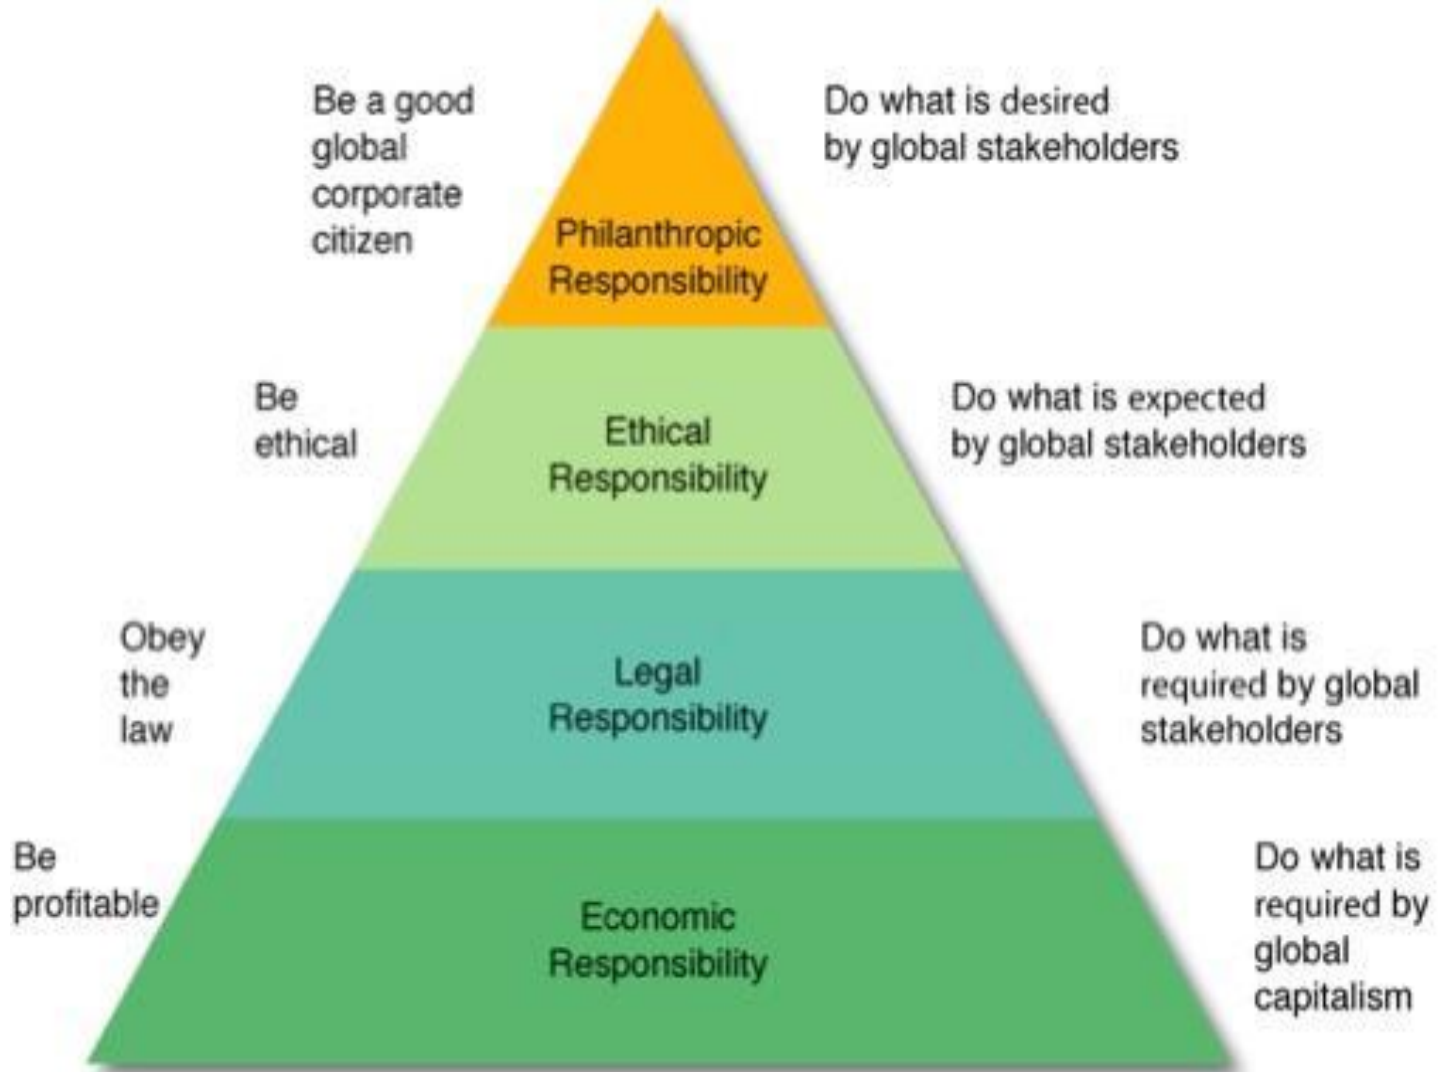 Be a good
global
corporate
citizen
Philanthropic
Responsibility
Do what is desired
by global stakeholders
Be
ethical
Ethical
Responsibility
Do what is expected
by global stakeholders
Obey
the
law
Legal
Responsibility
Do what is
required by global
stakeholders
Be
profitable
Economic
Responsibility
Do what is
required by
global
capitalism